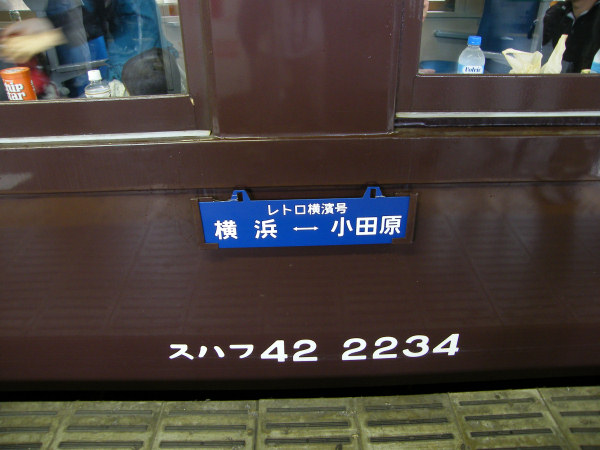 レトロ横濱号
横浜 ↔ 小田原
スハフ42 2234